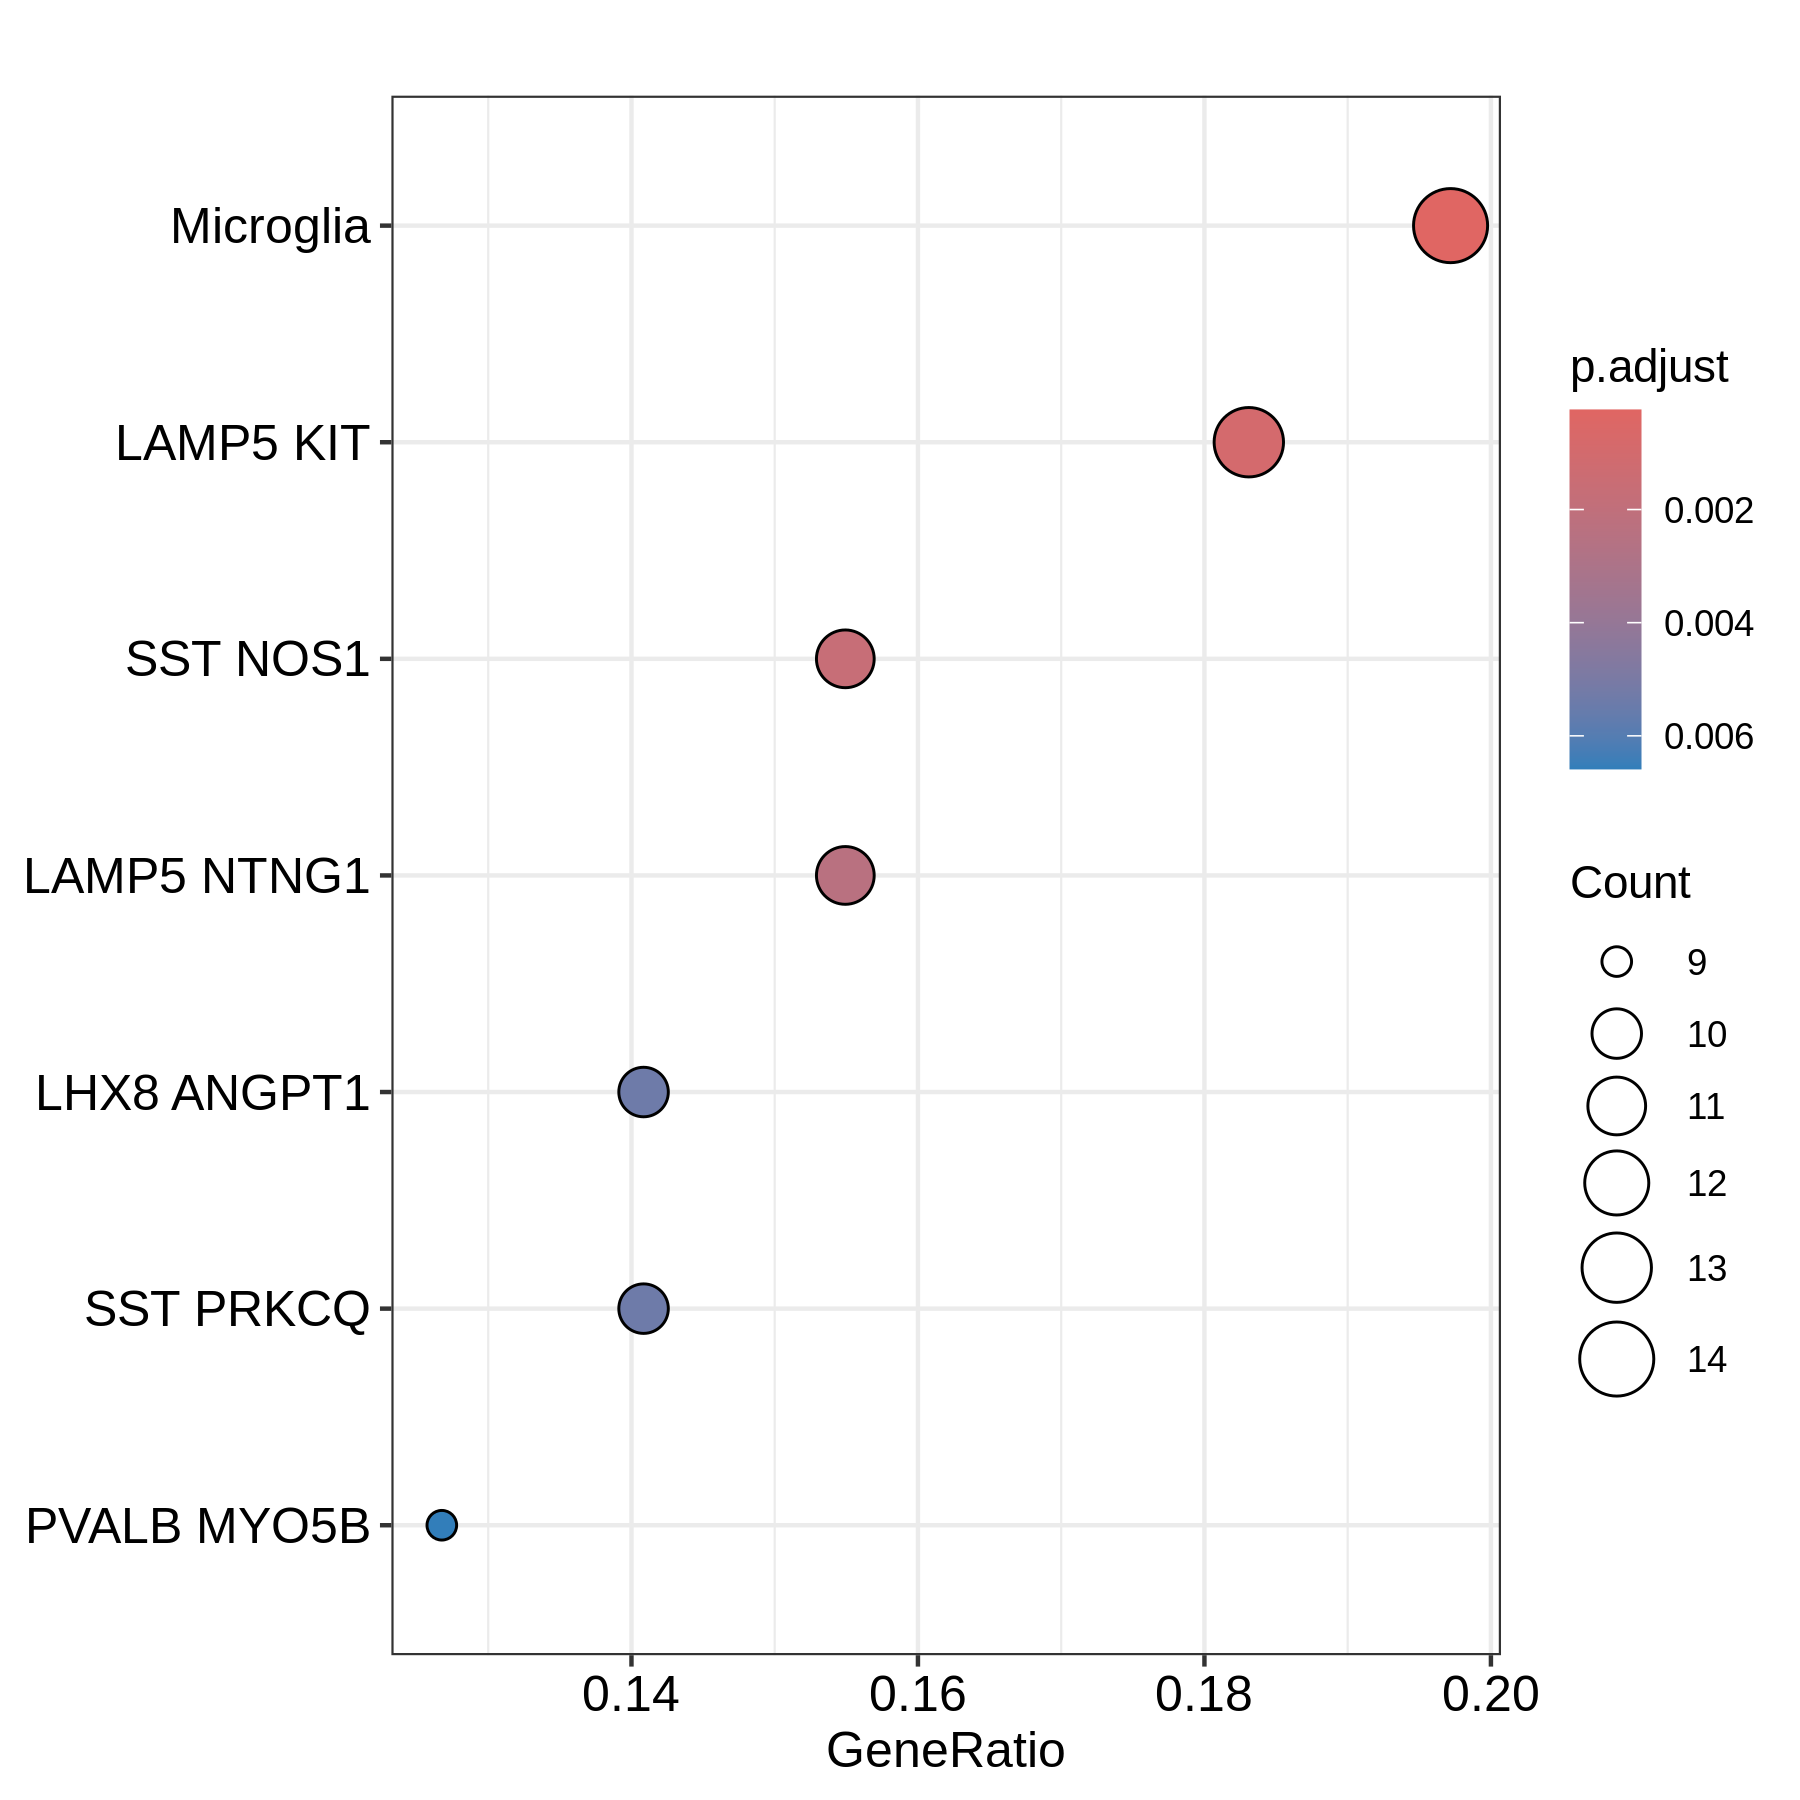 Microglia
LAMP5 KIT
SST NOS1
LAMP5 NTNG1
LHX8 ANGPT1
SST PRKCQ
PVALB MYO5B
0.14
0.16
0.18
0.20
GeneRatio
p.adjust
0.002
0.004
0.006
Count
9
10
11
12
13
14